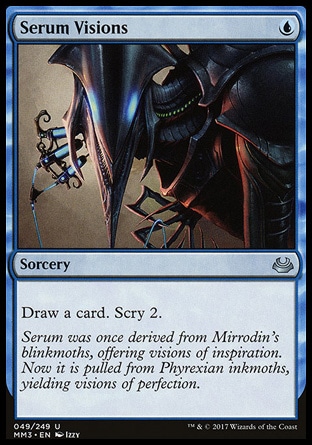 Serum Visions
Sorcery
Draw a card. Scry 2.
Serum was once derived from Mirrodin's
blinkmoths, offering visions of inspiration.
Now it is pulled from Phyrexian inkmoths,
yielding visions of perfection.
049/249 U
MM3 • EN Izzy
™ & © 2017 Wizards of the Coast